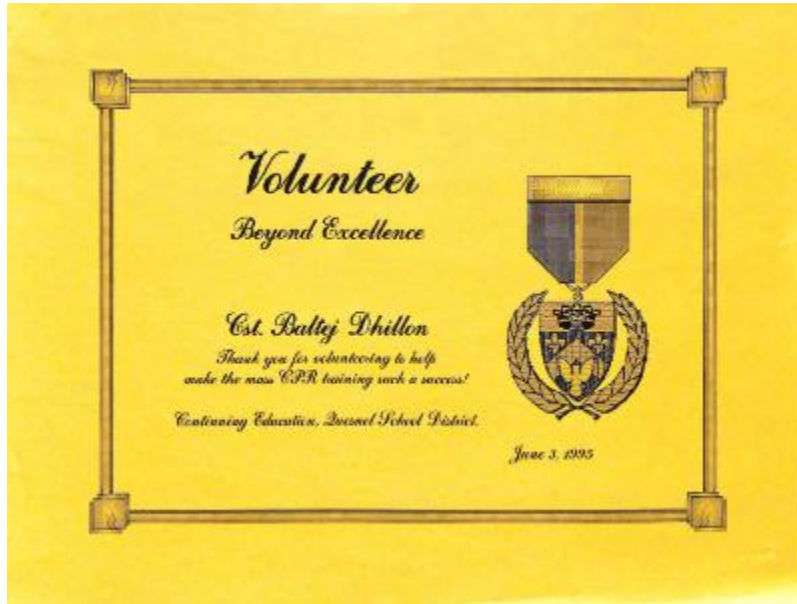 Volunteer
Beyond Excellence
Cst. Baltej Dhillon
Thank you for volunteering to help
make the mass CPR training such a success!
Continuing Education, Quesnel School District.
June 3, 1995